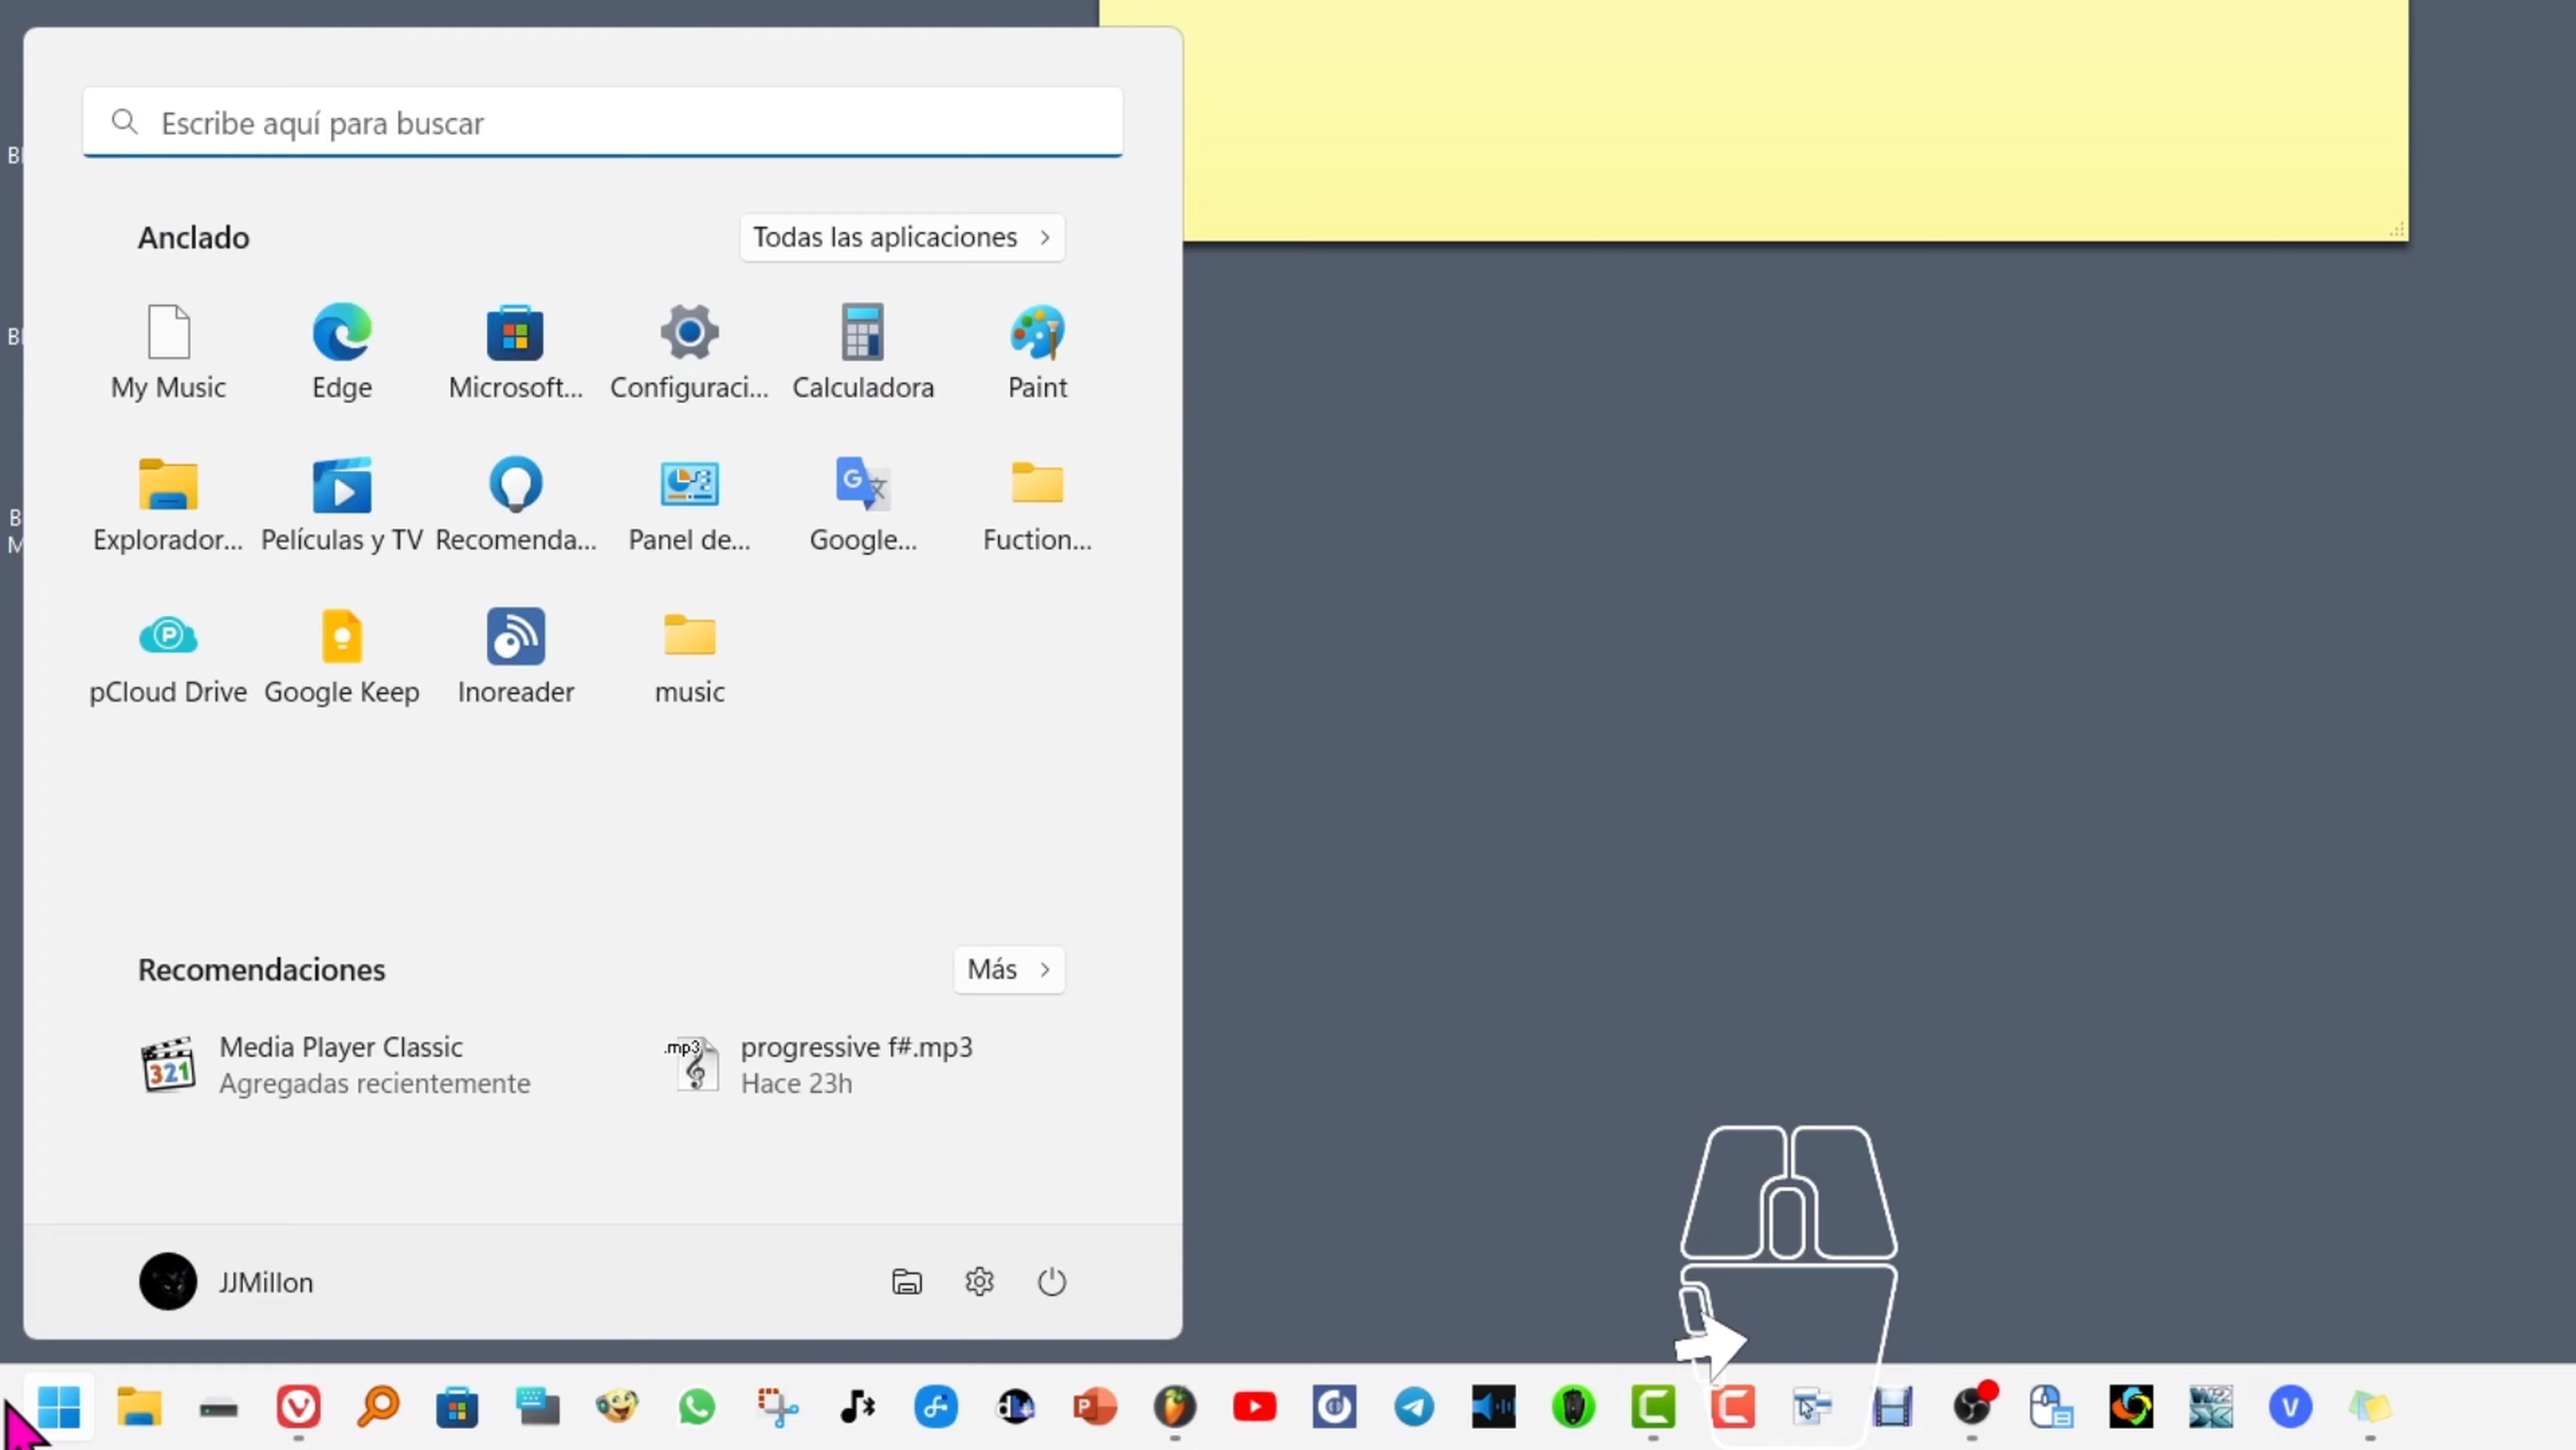 Escribe aquí para buscar
Anclado
Todas las aplicaciones
My Music
Edge
Microsoft...
Configuraci...
Calculadora
Paint
Explorador...
Películas y TV
Recomenda...
Panel de...
Google...
Fuction...
pCloud Drive
Google Keep
Inoreader
music
Recomendaciones
Más
Media Player Classic
Agregadas recientemente
.mp3
progressive f#.mp3
Hace 23h
JJMillon